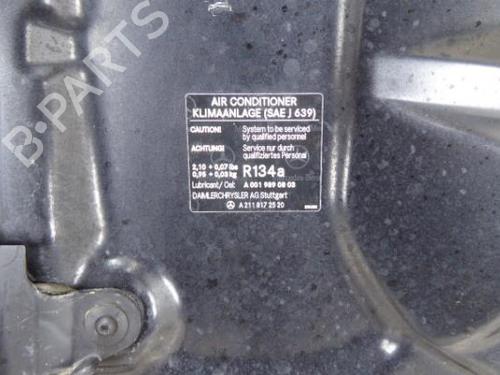 AIR CONDITIONER
KLIMAANLAGE (SAE J 639)
CAUTION! System to be serviced
by qualified personnel
ACHTUNG! Service nur durch
qualifiziertes Personal
2,10 + 0,07 lbs
0,95 + 0,03 kg R134a
Lubricant/ Oel: A 001 989 08 03
DAIMLERCHRYSLER AG Stuttgart
A 211 817 25 20